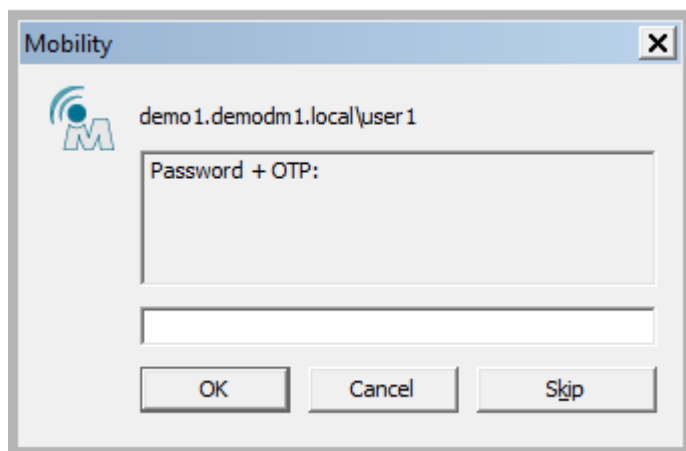 Mobility
demo1.demodm1.local\user1
Password + OTP:
OK
Cancel
Skip